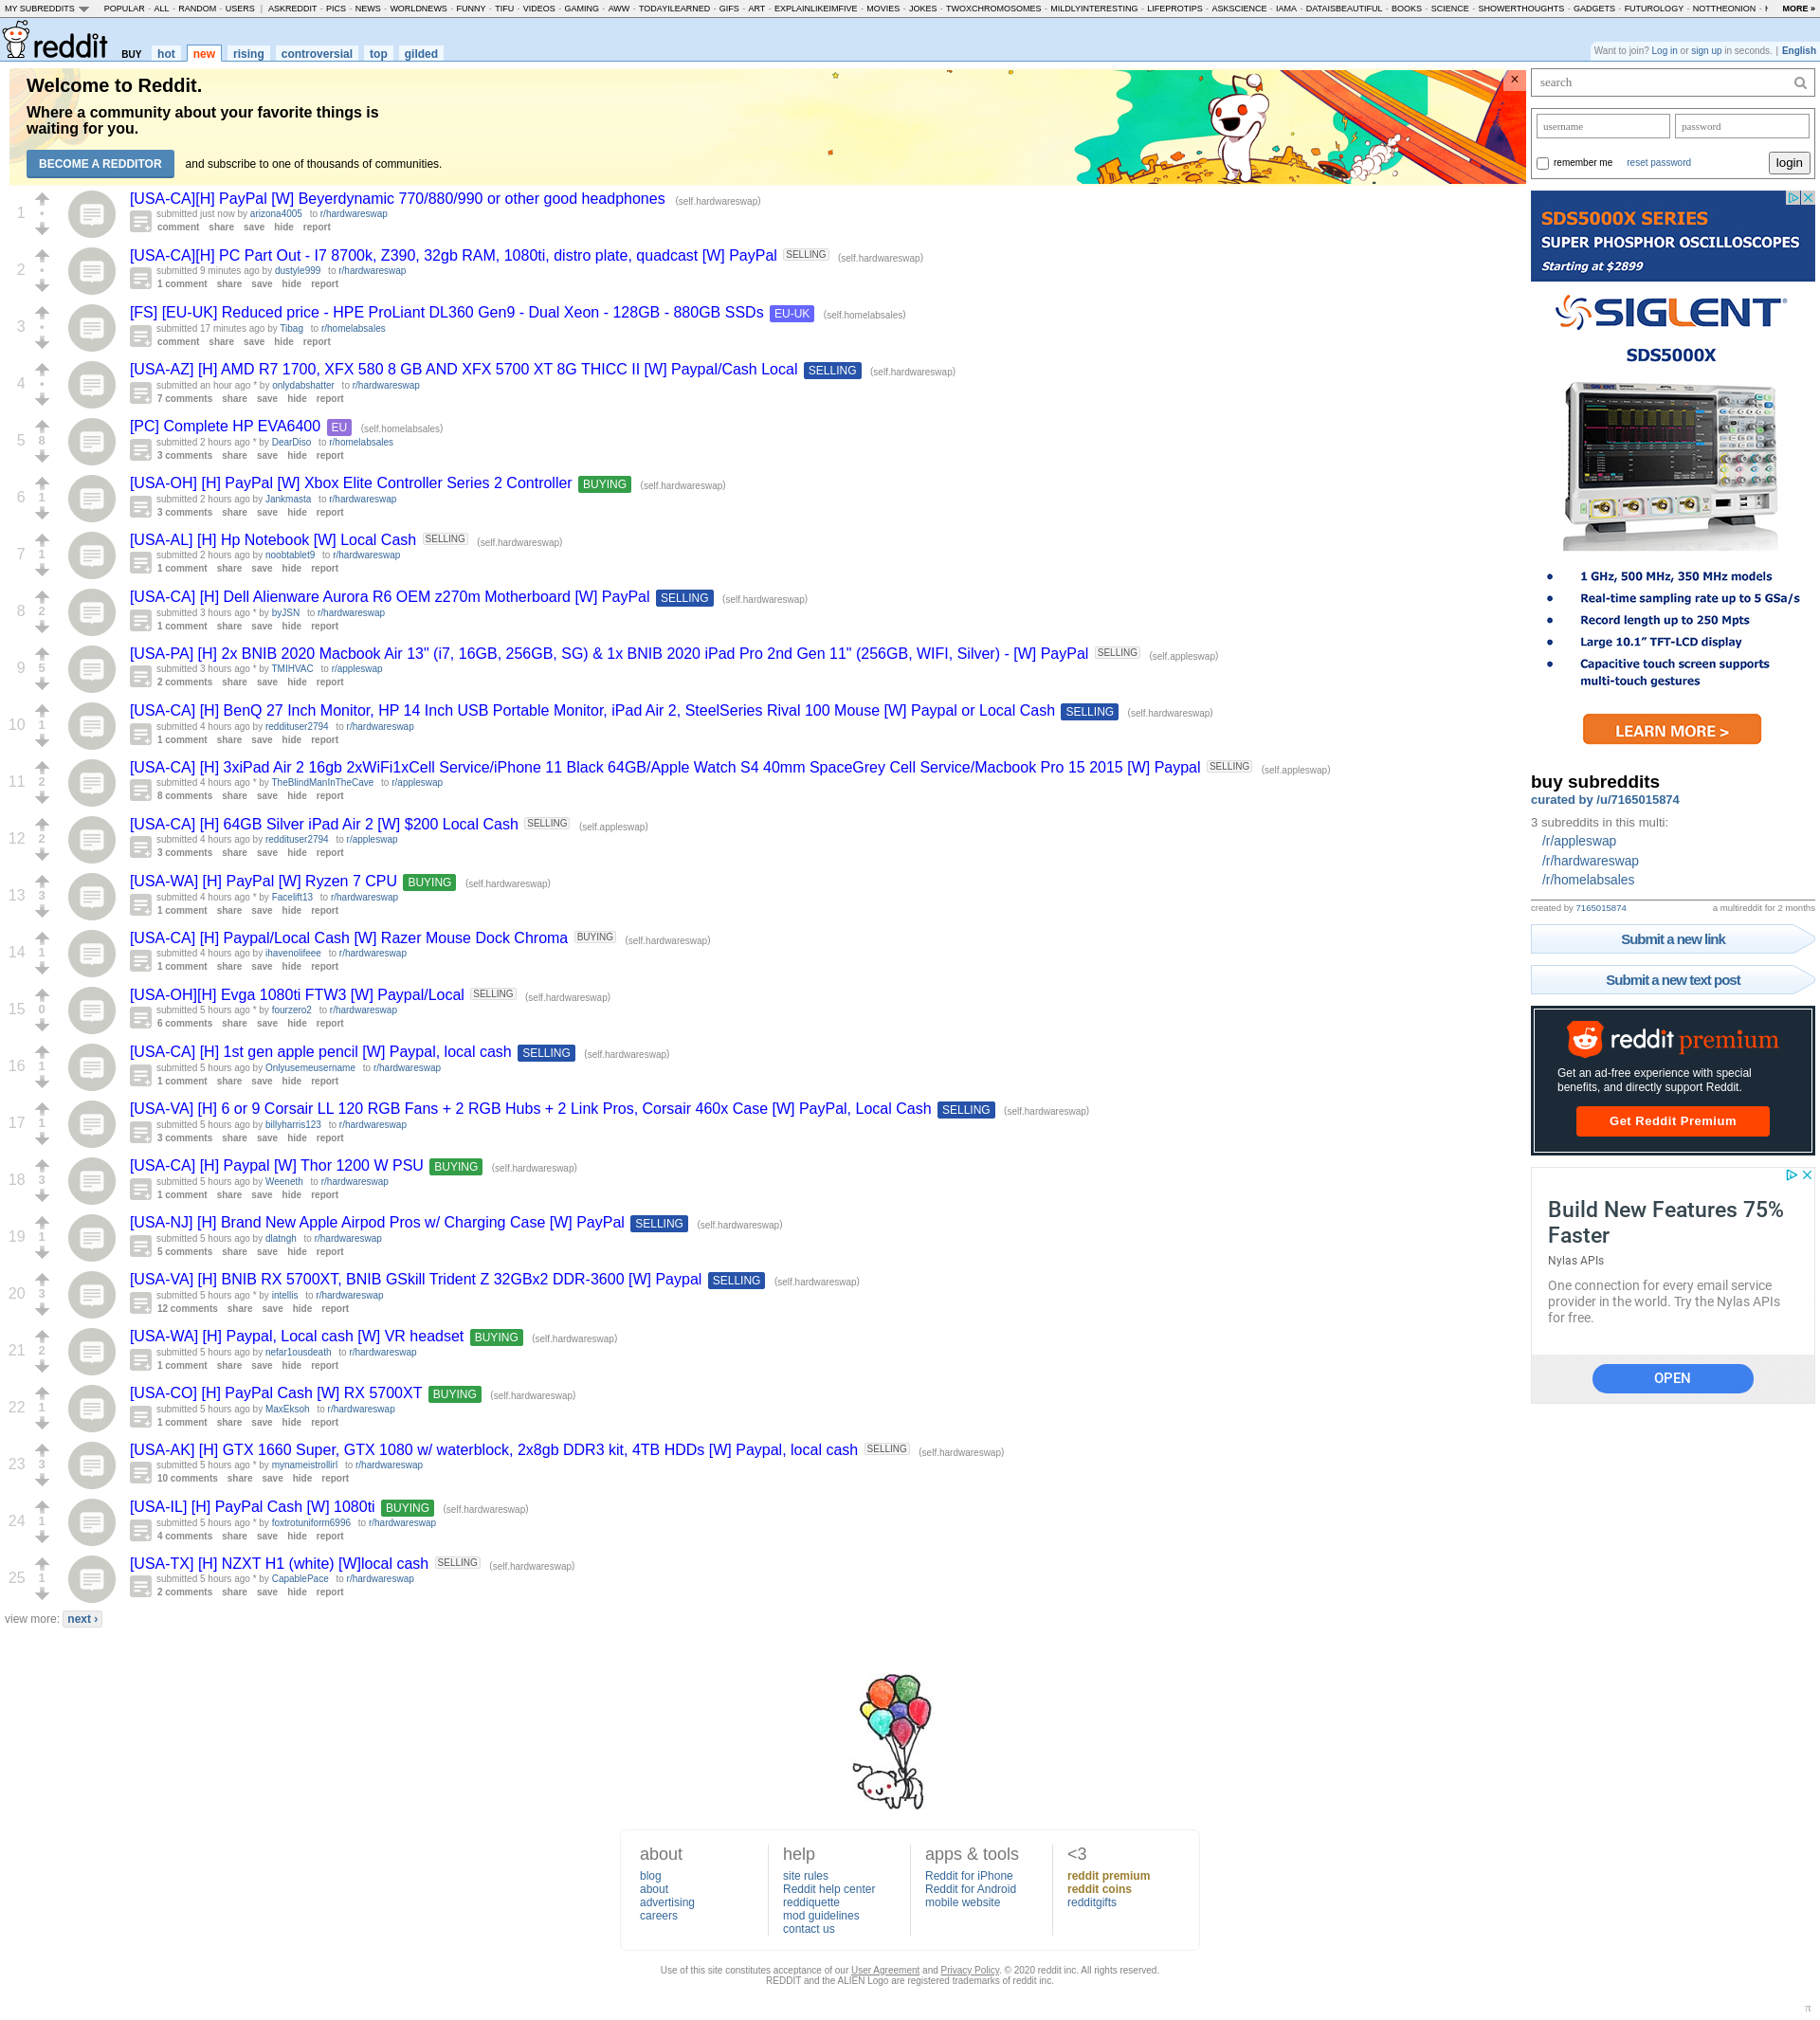 MY SUBREDDITS POPULAR - ALL - RANDOM - USERS | ASKREDDIT - PICS - NEWS - WORLDNEWS - FUNNY - TIFU - VIDEOS - GAMING - AWW - TODAYILEARNED - GIFS - ART - EXPLAINLIKEIMFIVE - MOVIES - JOKES - TWOXCHROMOSOMES - MILDLYINTERESTING - LIFEPROTIPS - ASKSCIENCE - IAMA - DATAISBEAUTIFUL - BOOKS - SCIENCE - SHOWERTHOUGHTS - GADGETS - FUTUROLOGY - NOTTHEONION - MORE »
reddit BUY hot new rising controversial top gilded
Want to join? Log in or sign up in seconds. | English
Welcome to Reddit.
Where a community about your favorite things is
waiting for you.
BECOME A REDDITOR and subscribe to one of thousands of communities.
×
1
[USA-CA][H] PayPal [W] Beyerdynamic 770/880/990 or other good headphones (self.hardwareswap)
submitted just now by arizona4005 to r/hardwareswap
comment share save hide report
2
[USA-CA][H] PC Part Out - I7 8700k, Z390, 32gb RAM, 1080ti, distro plate, quadcast [W] PayPal SELLING (self.hardwareswap)
submitted 9 minutes ago by dustyle999 to r/hardwareswap
1 comment share save hide report
3
[FS] [EU-UK] Reduced price - HPE ProLiant DL360 Gen9 - Dual Xeon - 128GB - 880GB SSDs EU-UK (self.homelabsales)
submitted 17 minutes ago by Tibag to r/homelabsales
comment share save hide report
4
[USA-AZ] [H] AMD R7 1700, XFX 580 8 GB AND XFX 5700 XT 8G THICC II [W] Paypal/Cash Local SELLING (self.hardwareswap)
submitted an hour ago * by onlydabshatter to r/hardwareswap
7 comments share save hide report
5 8
[PC] Complete HP EVA6400 EU (self.homelabsales)
submitted 2 hours ago * by DearDiso to r/homelabsales
3 comments share save hide report
6 1
[USA-OH] [H] PayPal [W] Xbox Elite Controller Series 2 Controller BUYING (self.hardwareswap)
submitted 2 hours ago by Jankmasta to r/hardwareswap
3 comments share save hide report
7 1
[USA-AL] [H] Hp Notebook [W] Local Cash SELLING (self.hardwareswap)
submitted 2 hours ago by noobtablet9 to r/hardwareswap
1 comment share save hide report
8 2
[USA-CA] [H] Dell Alienware Aurora R6 OEM z270m Motherboard [W] PayPal SELLING (self.hardwareswap)
submitted 3 hours ago * by byJSN to r/hardwareswap
1 comment share save hide report
9 5
[USA-PA] [H] 2x BNIB 2020 Macbook Air 13" (i7, 16GB, 256GB, SG) & 1x BNIB 2020 iPad Pro 2nd Gen 11" (256GB, WIFI, Silver) - [W] PayPal SELLING (self.appleswap)
submitted 3 hours ago * by TMIHVAC to r/appleswap
2 comments share save hide report
10 1
[USA-CA] [H] BenQ 27 Inch Monitor, HP 14 Inch USB Portable Monitor, iPad Air 2, SteelSeries Rival 100 Mouse [W] Paypal or Local Cash SELLING (self.hardwareswap)
submitted 4 hours ago by reddituser2794 to r/hardwareswap
1 comment share save hide report
11 2
[USA-CA] [H] 3xiPad Air 2 16gb 2xWiFi1xCell Service/iPhone 11 Black 64GB/Apple Watch S4 40mm SpaceGrey Cell Service/Macbook Pro 15 2015 [W] Paypal SELLING (self.appleswap)
submitted 4 hours ago * by TheBlindManInTheCave to r/appleswap
8 comments share save hide report
12 2
[USA-CA] [H] 64GB Silver iPad Air 2 [W] $200 Local Cash SELLING (self.appleswap)
submitted 4 hours ago by reddituser2794 to r/appleswap
3 comments share save hide report
13 3
[USA-WA] [H] PayPal [W] Ryzen 7 CPU BUYING (self.hardwareswap)
submitted 4 hours ago * by Facelift13 to r/hardwareswap
1 comment share save hide report
14 1
[USA-CA] [H] Paypal/Local Cash [W] Razer Mouse Dock Chroma BUYING (self.hardwareswap)
submitted 4 hours ago by ihavenolifeee to r/hardwareswap
1 comment share save hide report
15 0
[USA-OH][H] Evga 1080ti FTW3 [W] Paypal/Local SELLING (self.hardwareswap)
submitted 5 hours ago * by fourzero2 to r/hardwareswap
6 comments share save hide report
16 1
[USA-CA] [H] 1st gen apple pencil [W] Paypal, local cash SELLING (self.hardwareswap)
submitted 5 hours ago by Onlyusemeusername to r/hardwareswap
1 comment share save hide report
17 1
[USA-VA] [H] 6 or 9 Corsair LL 120 RGB Fans + 2 RGB Hubs + 2 Link Pros, Corsair 460x Case [W] PayPal, Local Cash SELLING (self.hardwareswap)
submitted 5 hours ago by billyharris123 to r/hardwareswap
3 comments share save hide report
18 3
[USA-CA] [H] Paypal [W] Thor 1200 W PSU BUYING (self.hardwareswap)
submitted 5 hours ago by Weeneth to r/hardwareswap
1 comment share save hide report
19 1
[USA-NJ] [H] Brand New Apple Airpod Pros w/ Charging Case [W] PayPal SELLING (self.hardwareswap)
submitted 5 hours ago by dlatngh to r/hardwareswap
5 comments share save hide report
20 3
[USA-VA] [H] BNIB RX 5700XT, BNIB GSkill Trident Z 32GBx2 DDR-3600 [W] Paypal SELLING (self.hardwareswap)
submitted 5 hours ago * by intellis to r/hardwareswap
12 comments share save hide report
21 2
[USA-WA] [H] Paypal, Local cash [W] VR headset BUYING (self.hardwareswap)
submitted 5 hours ago by nefar1ousdeath to r/hardwareswap
1 comment share save hide report
22 1
[USA-CO] [H] PayPal Cash [W] RX 5700XT BUYING (self.hardwareswap)
submitted 5 hours ago by MaxEksoh to r/hardwareswap
1 comment share save hide report
23 3
[USA-AK] [H] GTX 1660 Super, GTX 1080 w/ waterblock, 2x8gb DDR3 kit, 4TB HDDs [W] Paypal, local cash SELLING (self.hardwareswap)
submitted 5 hours ago * by mynameistrollirl to r/hardwareswap
10 comments share save hide report
24 1
[USA-IL] [H] PayPal Cash [W] 1080ti BUYING (self.hardwareswap)
submitted 5 hours ago * by foxtrotuniform6996 to r/hardwareswap
4 comments share save hide report
25 1
[USA-TX] [H] NZXT H1 (white) [W]local cash SELLING (self.hardwareswap)
submitted 5 hours ago * by CapablePace to r/hardwareswap
2 comments share save hide report
view more: next ›
search
username password
remember me reset password login
SDS5000X SERIES
SUPER PHOSPHOR OSCILLOSCOPES
Starting at $2899
SIGLENT
SDS5000X
• 1 GHz, 500 MHz, 350 MHz models
• Real-time sampling rate up to 5 GSa/s
• Record length up to 250 Mpts
• Large 10.1" TFT-LCD display
• Capacitive touch screen supports
multi-touch gestures
LEARN MORE >
buy subreddits
curated by /u/7165015874
3 subreddits in this multi:
/r/appleswap
/r/hardwareswap
/r/homelabsales
created by 7165015874 a multireddit for 2 months
Submit a new link
Submit a new text post
reddit premium
Get an ad-free experience with special
benefits, and directly support Reddit.
Get Reddit Premium
Build New Features 75%
Faster
Nylas APIs
One connection for every email service
provider in the world. Try the Nylas APIs
for free.
OPEN
about
blog
about
advertising
careers
help
site rules
Reddit help center
reddiquette
mod guidelines
contact us
apps & tools
Reddit for iPhone
Reddit for Android
mobile website
<3
reddit premium
reddit coins
redditgifts
Use of this site constitutes acceptance of our User Agreement and Privacy Policy. © 2020 reddit inc. All rights reserved.
REDDIT and the ALIEN Logo are registered trademarks of reddit inc.
π